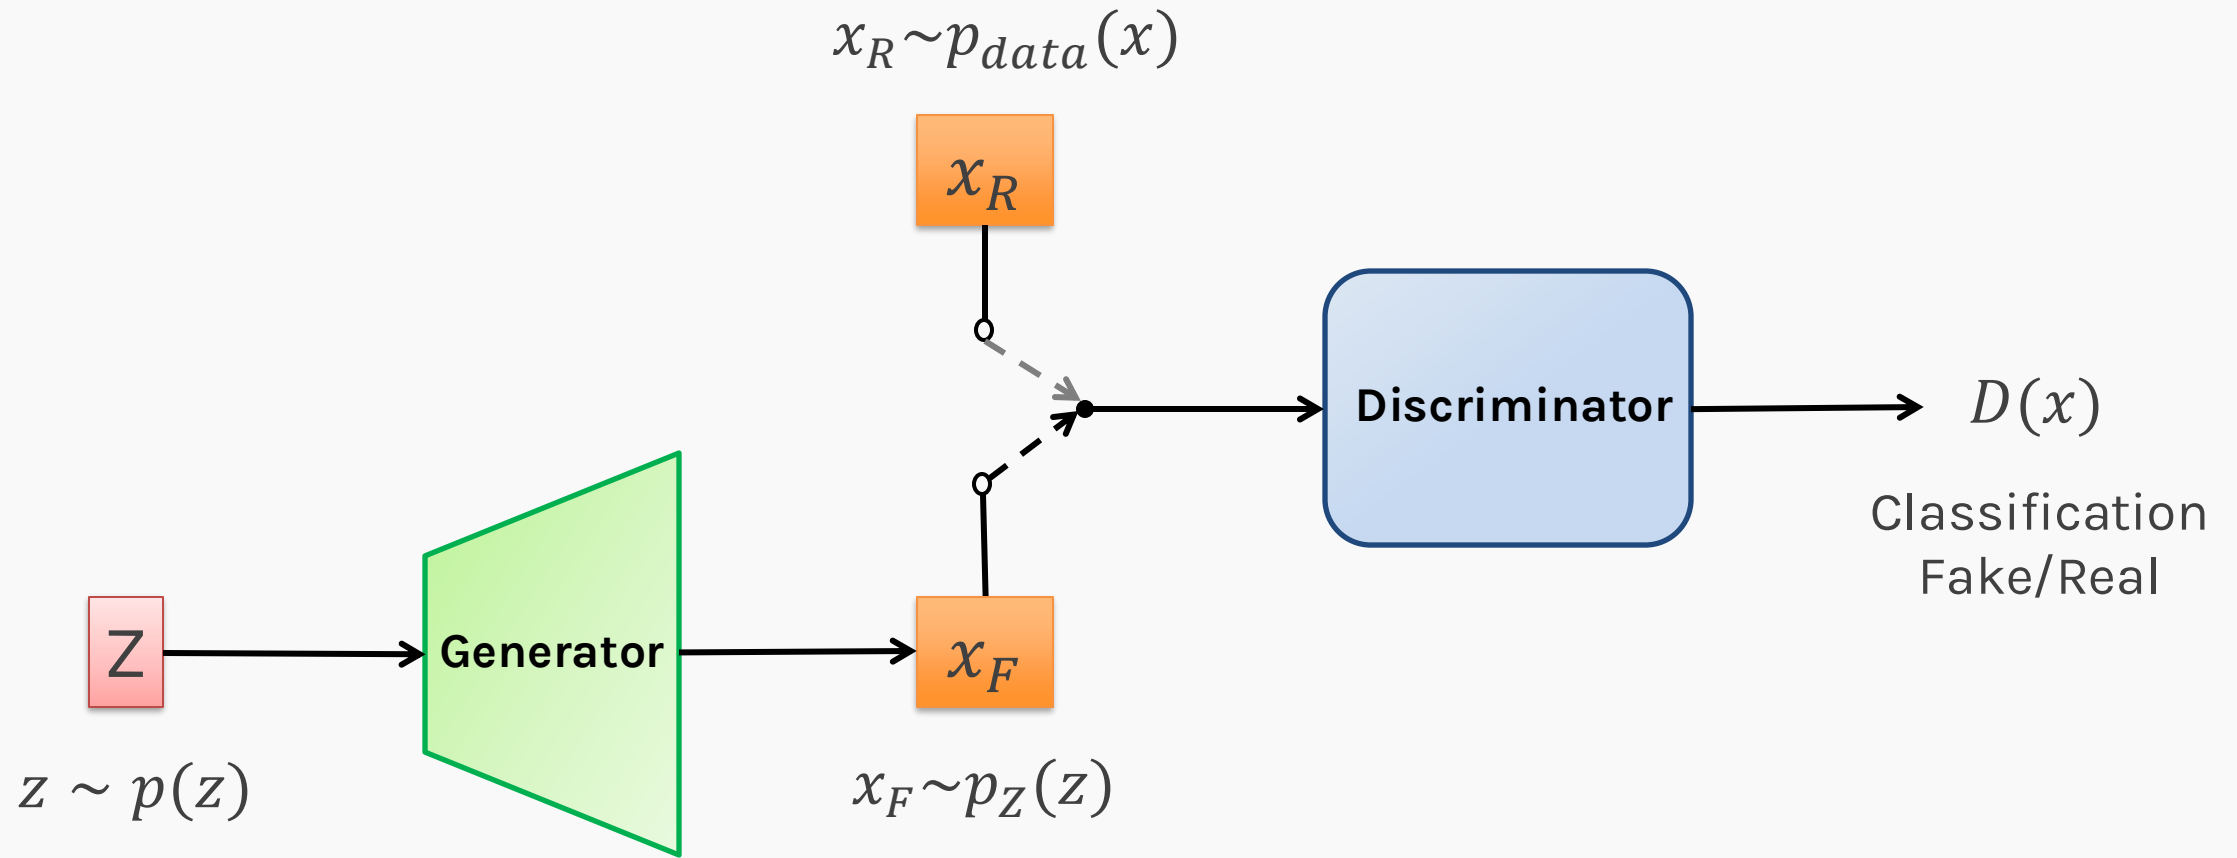 x_R~p_data(x)
x_R
Discriminator
D(x)
Classification
Fake/Real
Z
Generator
x_F
z ~ p(z)
x_F~p_Z(z)